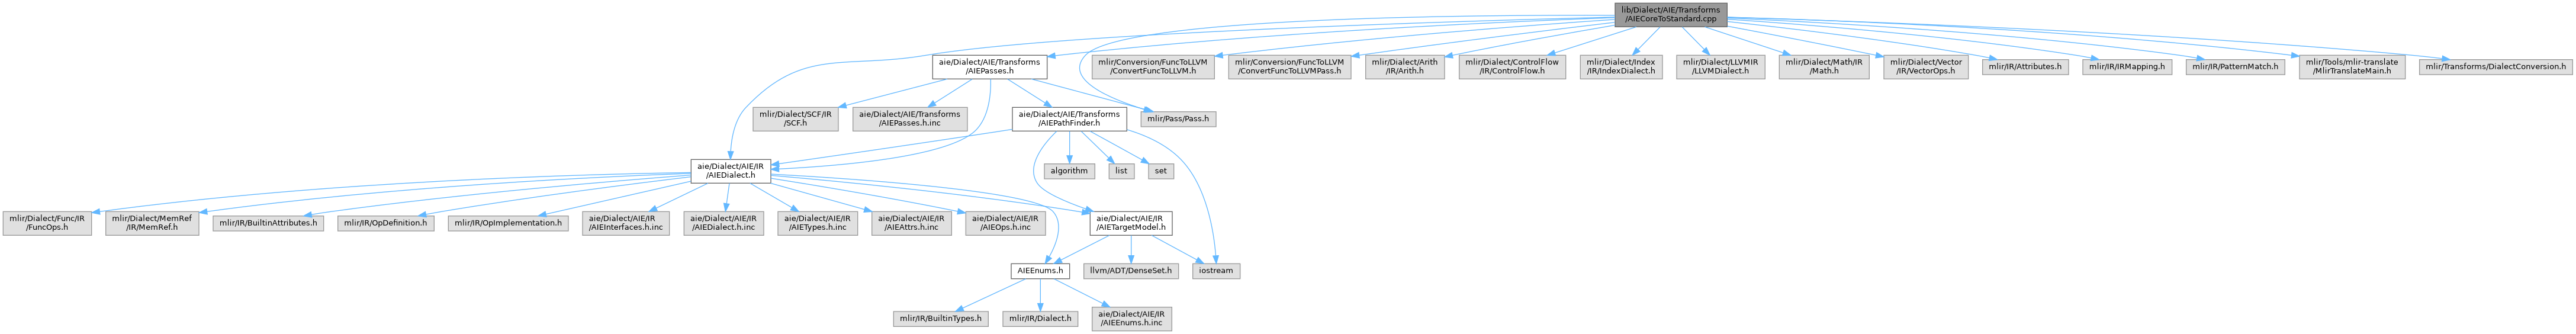 lib/Dialect/AIE/Transforms
/AIECoreToStandard.cpp
aie/Dialect/AIE/Transforms
/AIEPasses.h
mlir/Conversion/FuncToLLVM
/ConvertFuncToLLVM.h
mlir/Conversion/FuncToLLVM
/ConvertFuncToLLVMPass.h
mlir/Dialect/Arith
/IR/Arith.h
mlir/Dialect/ControlFlow
/IR/ControlFlow.h
mlir/Dialect/Index
/IR/IndexDialect.h
mlir/Dialect/LLVMIR
/LLVMDialect.h
mlir/Dialect/Math/IR
/Math.h
mlir/Dialect/Vector
/IR/VectorOps.h
mlir/IR/Attributes.h
mlir/IR/IRMapping.h
mlir/IR/PatternMatch.h
mlir/Tools/mlir-translate
/MlirTranslateMain.h
mlir/Transforms/DialectConversion.h
mlir/Dialect/SCF/IR
/SCF.h
aie/Dialect/AIE/Transforms
/AIEPasses.h.inc
aie/Dialect/AIE/Transforms
/AIEPathFinder.h
mlir/Pass/Pass.h
aie/Dialect/AIE/IR
/AIEDialect.h
algorithm
list
set
mlir/Dialect/Func/IR
/FuncOps.h
mlir/Dialect/MemRef
/IR/MemRef.h
mlir/IR/BuiltinAttributes.h
mlir/IR/OpDefinition.h
mlir/IR/OpImplementation.h
aie/Dialect/AIE/IR
/AIEInterfaces.h.inc
aie/Dialect/AIE/IR
/AIEDialect.h.inc
aie/Dialect/AIE/IR
/AIETypes.h.inc
aie/Dialect/AIE/IR
/AIEAttrs.h.inc
aie/Dialect/AIE/IR
/AIEOps.h.inc
aie/Dialect/AIE/IR
/AIETargetModel.h
AIEEnums.h
llvm/ADT/DenseSet.h
iostream
mlir/IR/BuiltinTypes.h
mlir/IR/Dialect.h
aie/Dialect/AIE/IR
/AIEEnums.h.inc